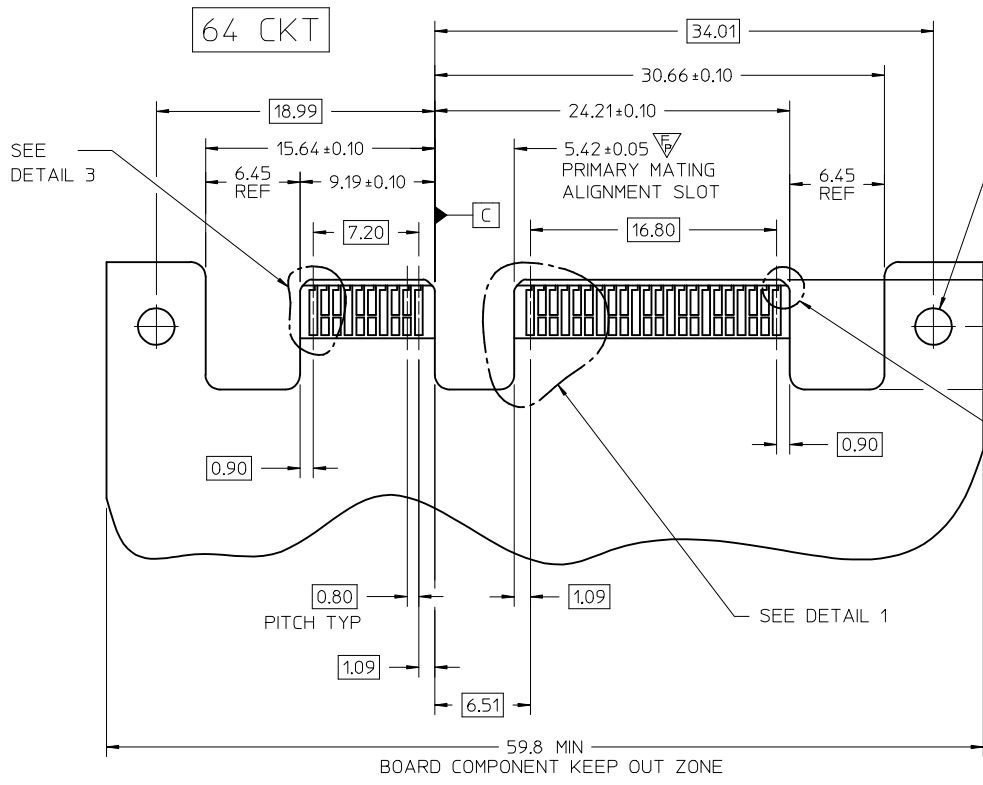 64 CKT
34.01
30.66±0.10
18.99
24.21±0.10
SEE
DETAIL 3
15.64±0.10
5.42±0.05 F P
PRIMARY MATING
ALIGNMENT SLOT
6.45
REF
9.19±0.10
6.45
REF
C
7.20
16.80
0.90
0.90
0.80
PITCH TYP
1.09
SEE DETAIL 1
1.09
6.51
59.8 MIN
BOARD COMPONENT KEEP OUT ZONE